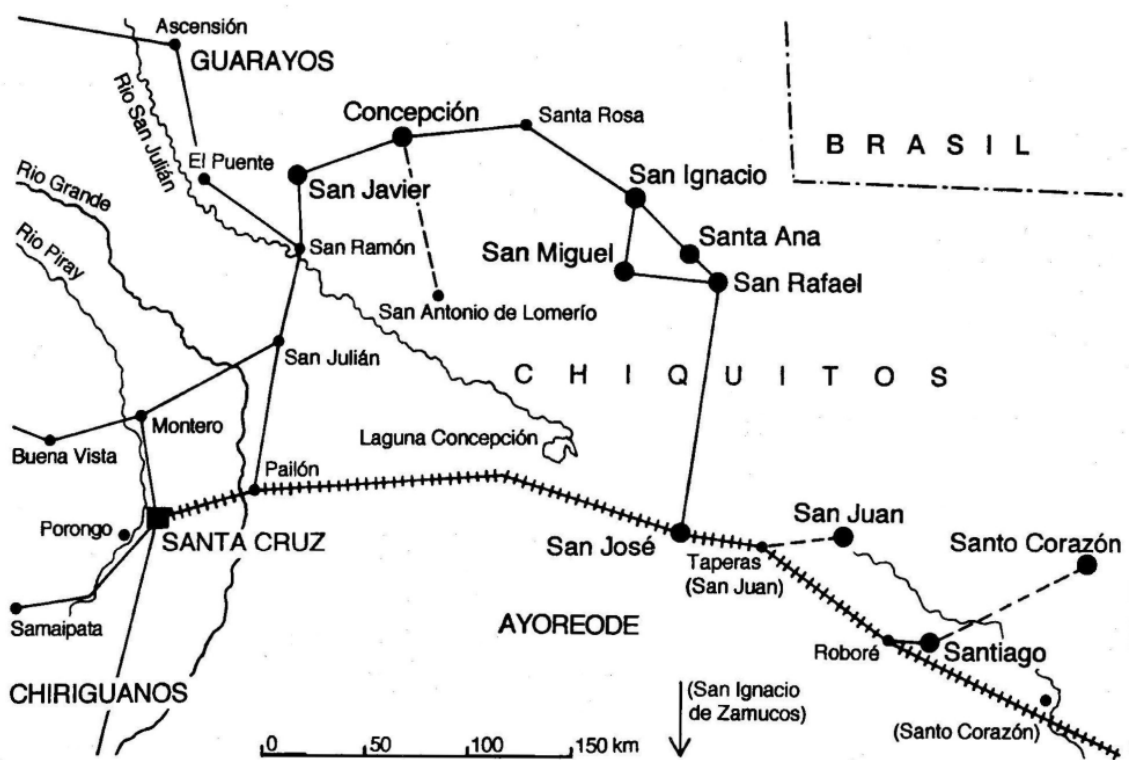 Ascensión
GUARAYOS
Rio San Julián
Concepción
Santa Rosa
B R A S I L
El Puente
San Javier
San Ignacio
Rio Grande
Rio Piray
San Ramón
Santa Ana
San Miguel
San Rafael
San Antonio de Lomerío
San Julián
C H I Q U I T O S
Montero
Buena Vista
Laguna Concepción
Pailón
Porongo
SANTA CRUZ
San José
San Juan
Santo Corazón
Taperas
(San Juan)
Samaipata
AYOREODE
Roboré
Santiago
CHIRIGUANOS
(San Ignacio
de Zamucos)
(Santo Corazón)
0 50 100 150 km